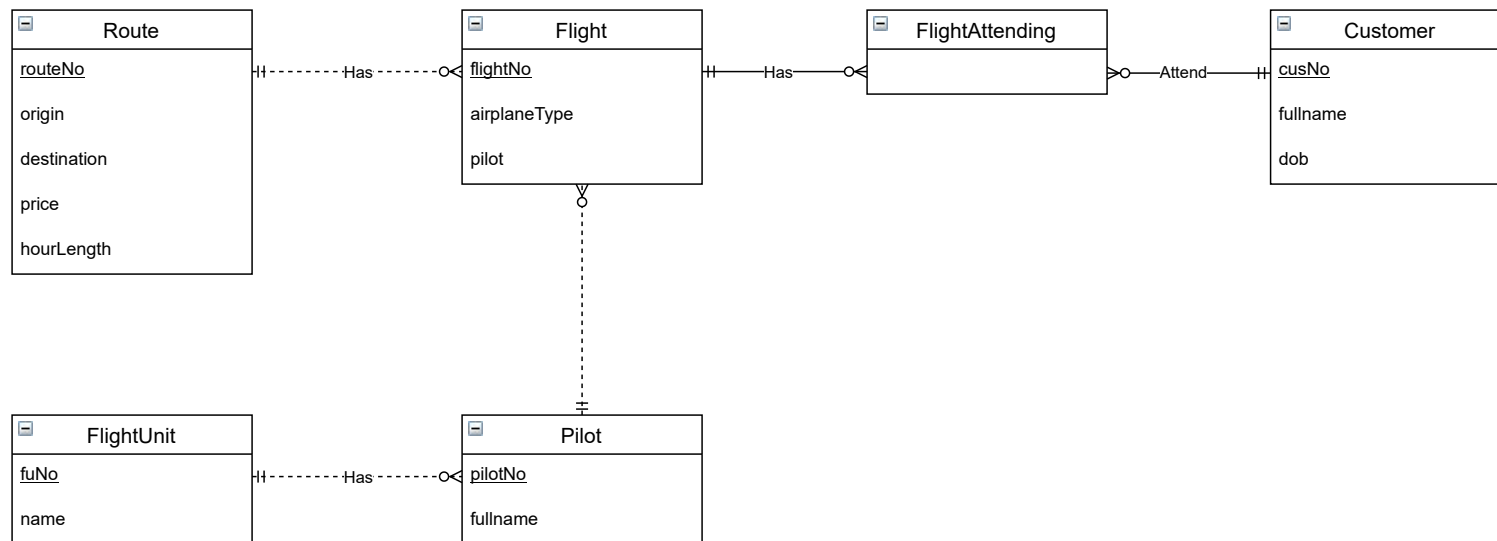 Route
routeNo
origin
destination
price
hourLength
Has
Flight
flightNo
airplaneType
pilot
Has
FlightAttending
Attend
Customer
cusNo
fullname
dob
FlightUnit
fuNo
name
Has
Pilot
pilotNo
fullname